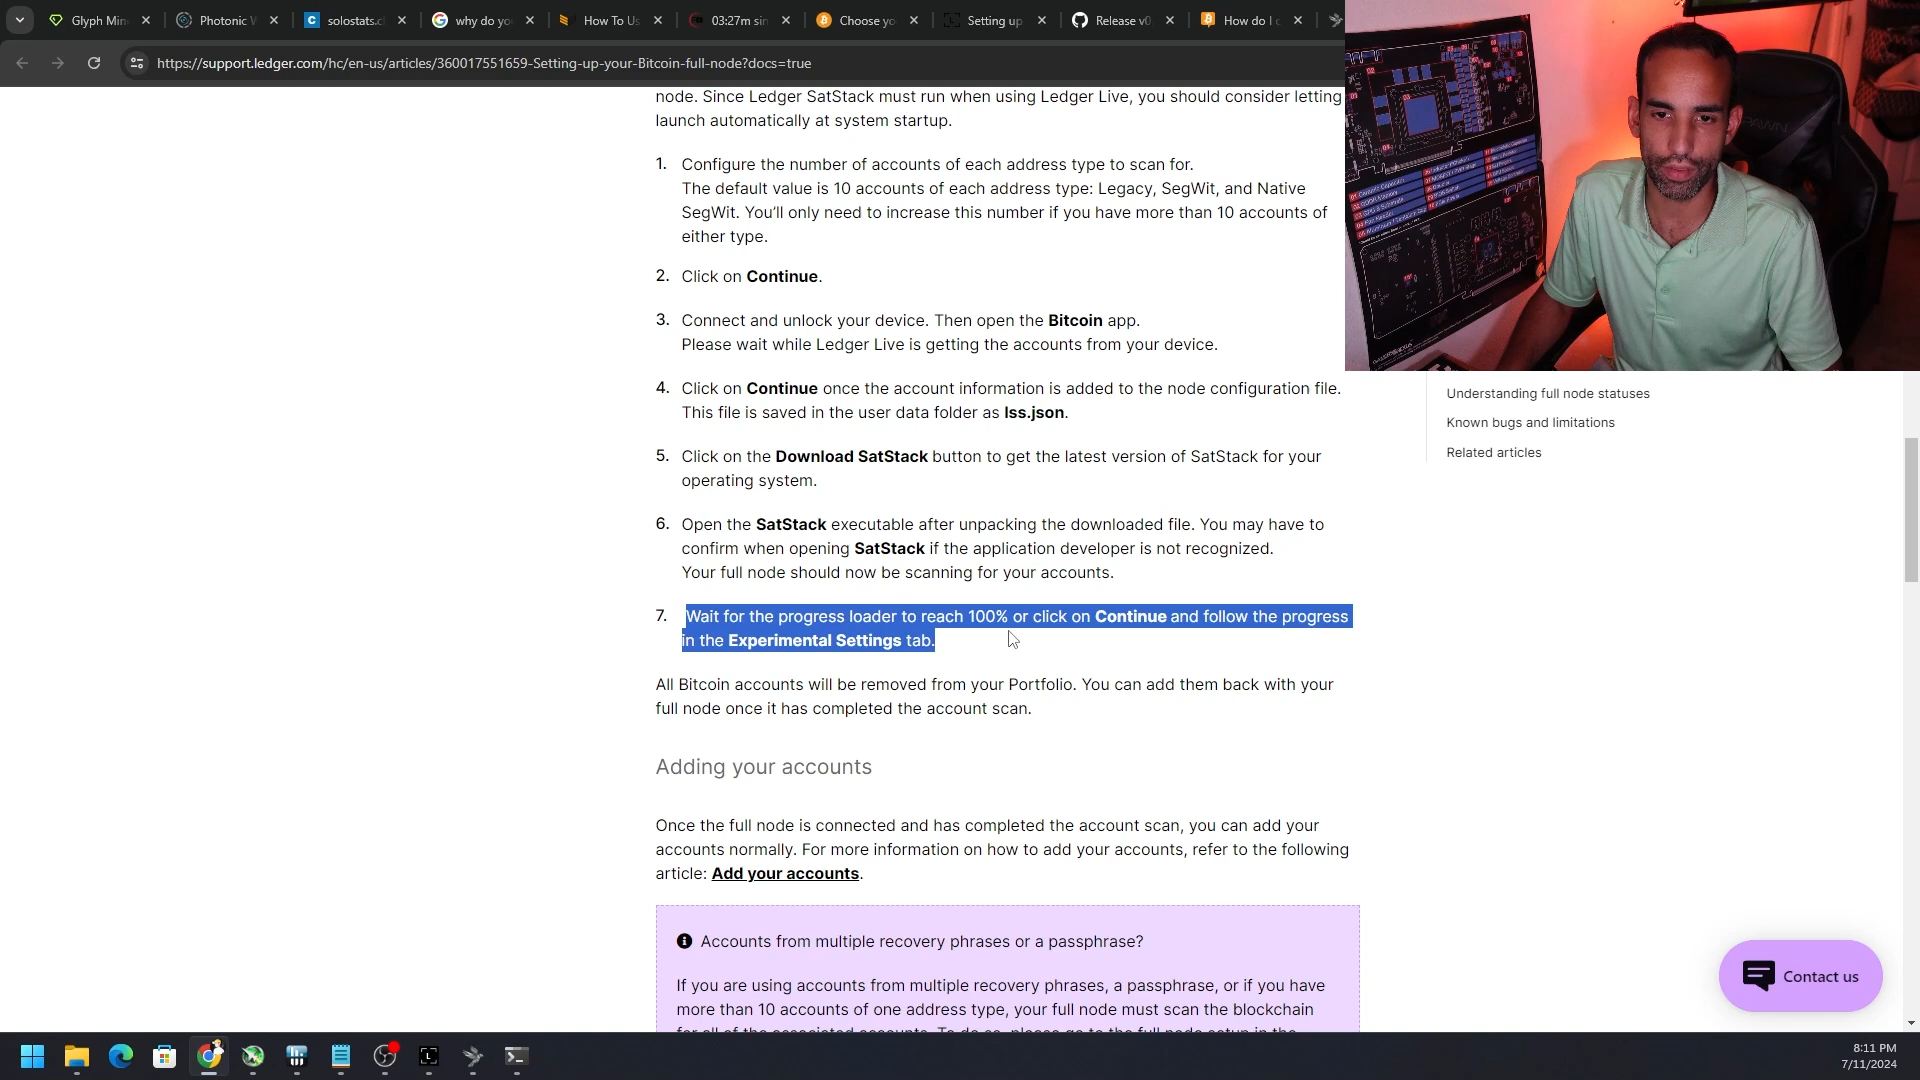 Glyph Min
Photonic W
solostats.c
why do yo
How To Us
03:27m sin
Choose yo
Setting up
Release v0
How do I c
https://support.ledger.com/hc/en-us/articles/360017551659-Setting-up-your-Bitcoin-full-node?docs=true
node. Since Ledger SatStack must run when using Ledger Live, you should consider letting
launch automatically at system startup.
1. Configure the number of accounts of each address type to scan for.
The default value is 10 accounts of each address type: Legacy, SegWit, and Native
SegWit. You'll only need to increase this number if you have more than 10 accounts of
either type.
2. Click on Continue.
3. Connect and unlock your device. Then open the Bitcoin app.
Please wait while Ledger Live is getting the accounts from your device.
4. Click on Continue once the account information is added to the node configuration file.
This file is saved in the user data folder as lss.json.
5. Click on the Download SatStack button to get the latest version of SatStack for your
operating system.
6. Open the SatStack executable after unpacking the downloaded file. You may have to
confirm when opening SatStack if the application developer is not recognized.
Your full node should now be scanning for your accounts.
7. Wait for the progress loader to reach 100% or click on Continue and follow the progress
in the Experimental Settings tab.
All Bitcoin accounts will be removed from your Portfolio. You can add them back with your
full node once it has completed the account scan.
Adding your accounts
Once the full node is connected and has completed the account scan, you can add your
accounts normally. For more information on how to add your accounts, refer to the following
article: Add your accounts.
Accounts from multiple recovery phrases or a passphrase?
If you are using accounts from multiple recovery phrases, a passphrase, or if you have
more than 10 accounts of one address type, your full node must scan the blockchain
for all of the associated accounts. To do so, please go to the full node setup in the
Understanding full node statuses
Known bugs and limitations
Related articles
Contact us
8:11 PM
7/11/2024